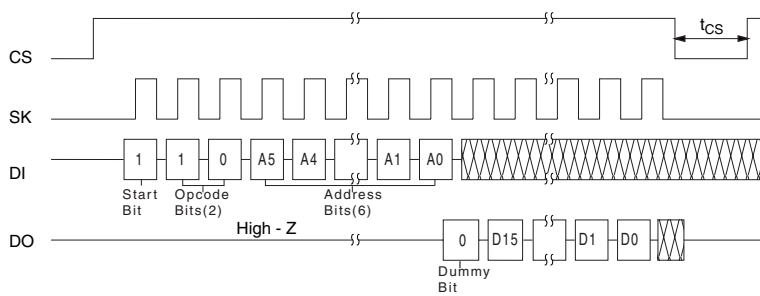 CS
tCS
SK
DI
1 1 0 A5 A4 A1 A0
Start
Bit
Opcode
Bits(2)
Address
Bits(6)
High - Z
DO
0 D15 D1 D0
Dummy
Bit